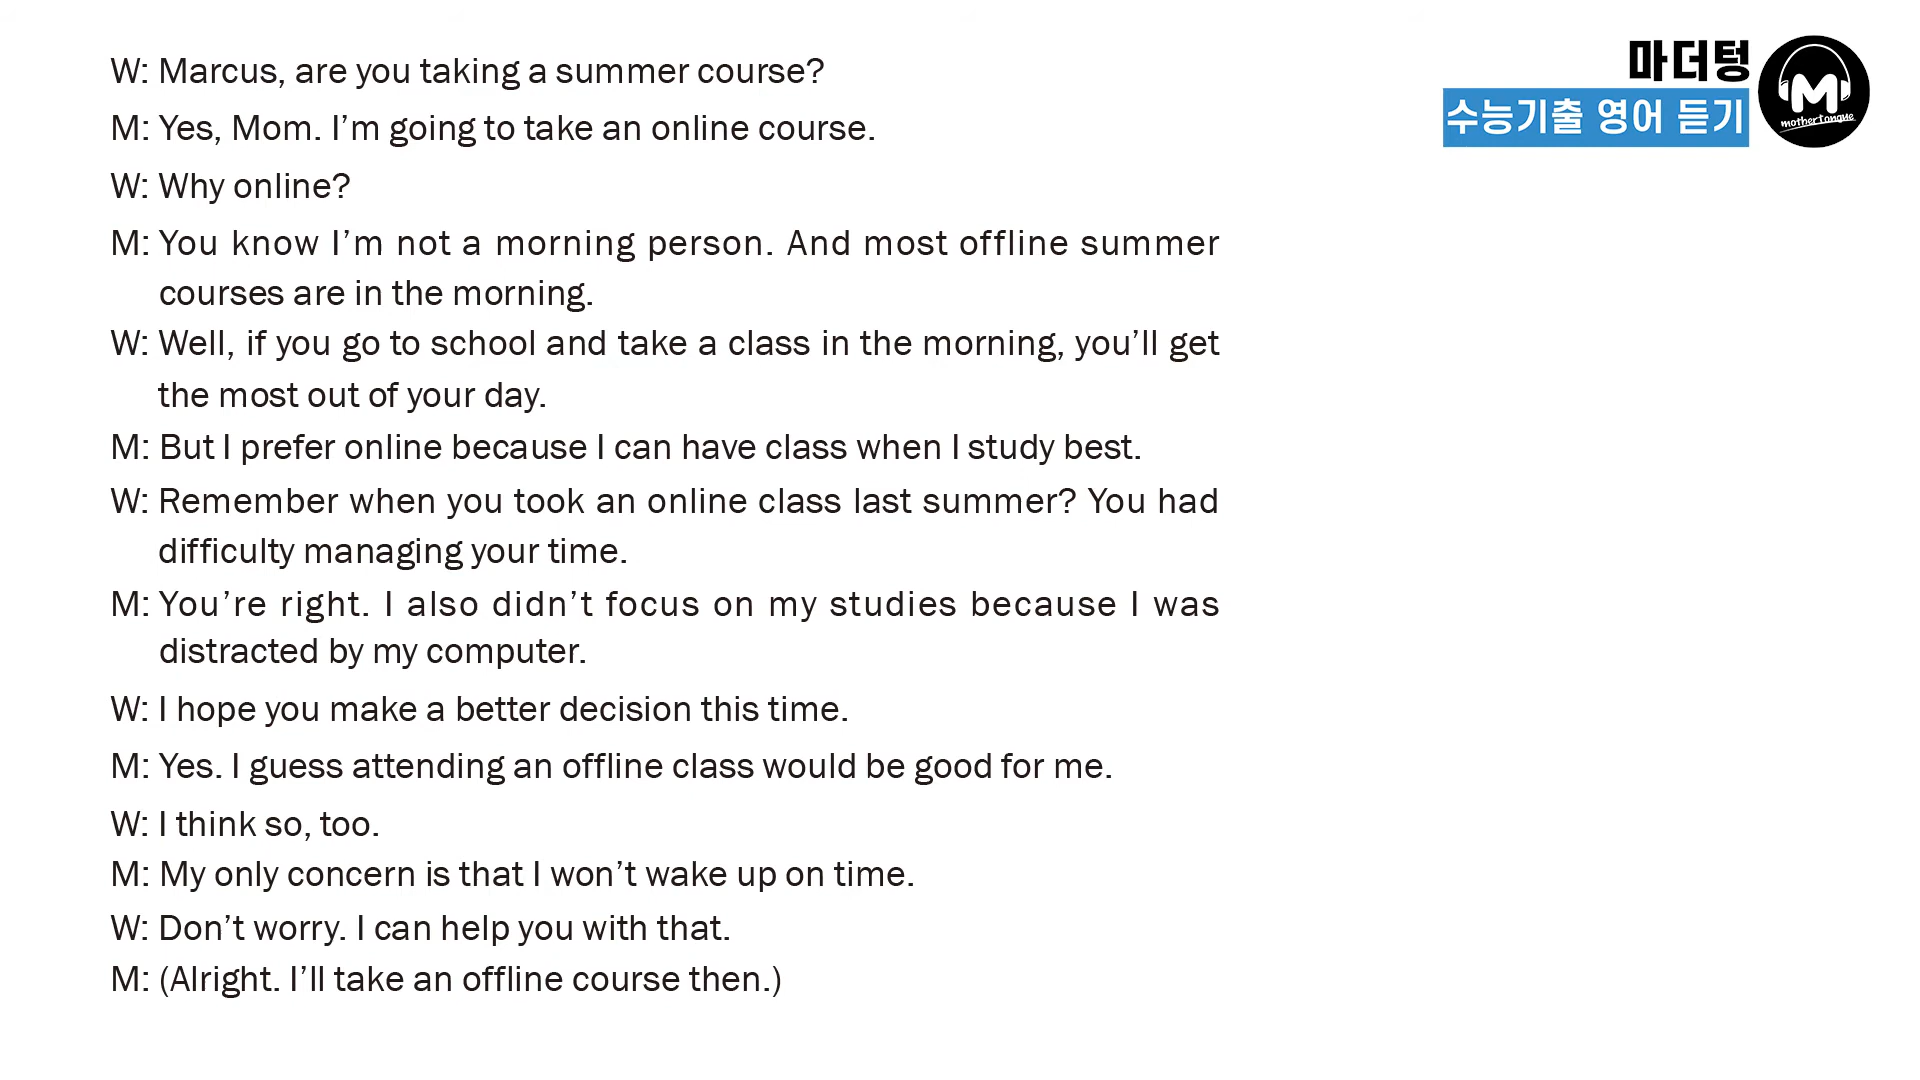 W: Marcus, are you taking a summer course?
M: Yes, Mom. I’m going to take an online course.
W: Why online?
M: You know I’m not a morning person. And most offline summer
courses are in the morning.
W: Well, if you go to school and take a class in the morning, you’ll get
the most out of your day.
M: But I prefer online because I can have class when I study best.
W: Remember when you took an online class last summer? You had
difficulty managing your time.
M: You’re right. I also didn’t focus on my studies because I was
distracted by my computer.
W: I hope you make a better decision this time.
M: Yes. I guess attending an offline class would be good for me.
W: I think so, too.
M: My only concern is that I won’t wake up on time.
W: Don’t worry. I can help you with that.
M: (Alright. I’ll take an offline course then.)
마더텅
수능기출 영어 듣기
M
mothertongue